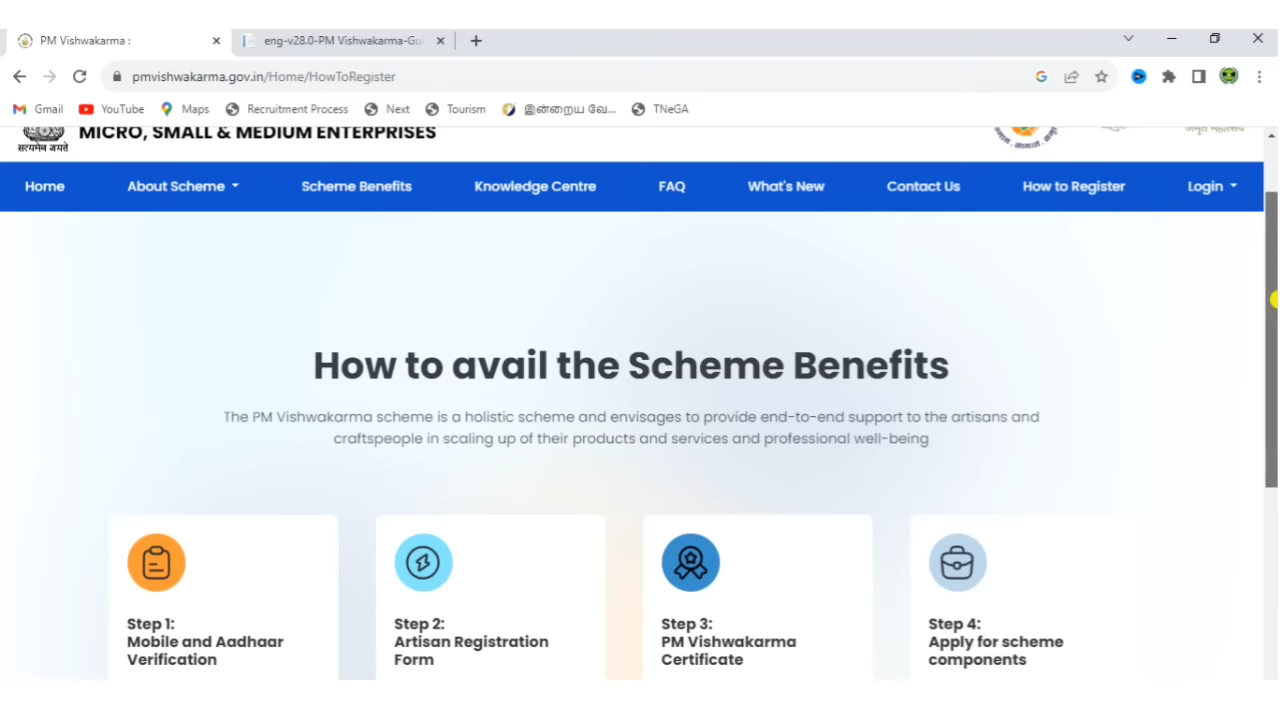 PM Vishwakarma :
eng-v28.0-PM Vishwakarma-Gui
pmvishwakarma.gov.in/Home/HowToRegister
Gmail YouTube Maps Recruitment Process Next Tourism இன்றைய வே... TNeGA
सत्यमेव जयते
MICRO, SMALL & MEDIUM ENTERPRISES
अमृत महोत्सव
Home About Scheme Scheme Benefits Knowledge Centre FAQ What's New Contact Us How to Register Login
How to avail the Scheme Benefits
The PM Vishwakarma scheme is a holistic scheme and envisages to provide end-to-end support to the artisans and
craftspeople in scaling up of their products and services and professional well-being
Step 1:
Mobile and Aadhaar
Verification
Step 2:
Artisan Registration
Form
Step 3:
PM Vishwakarma
Certificate
Step 4:
Apply for scheme
components